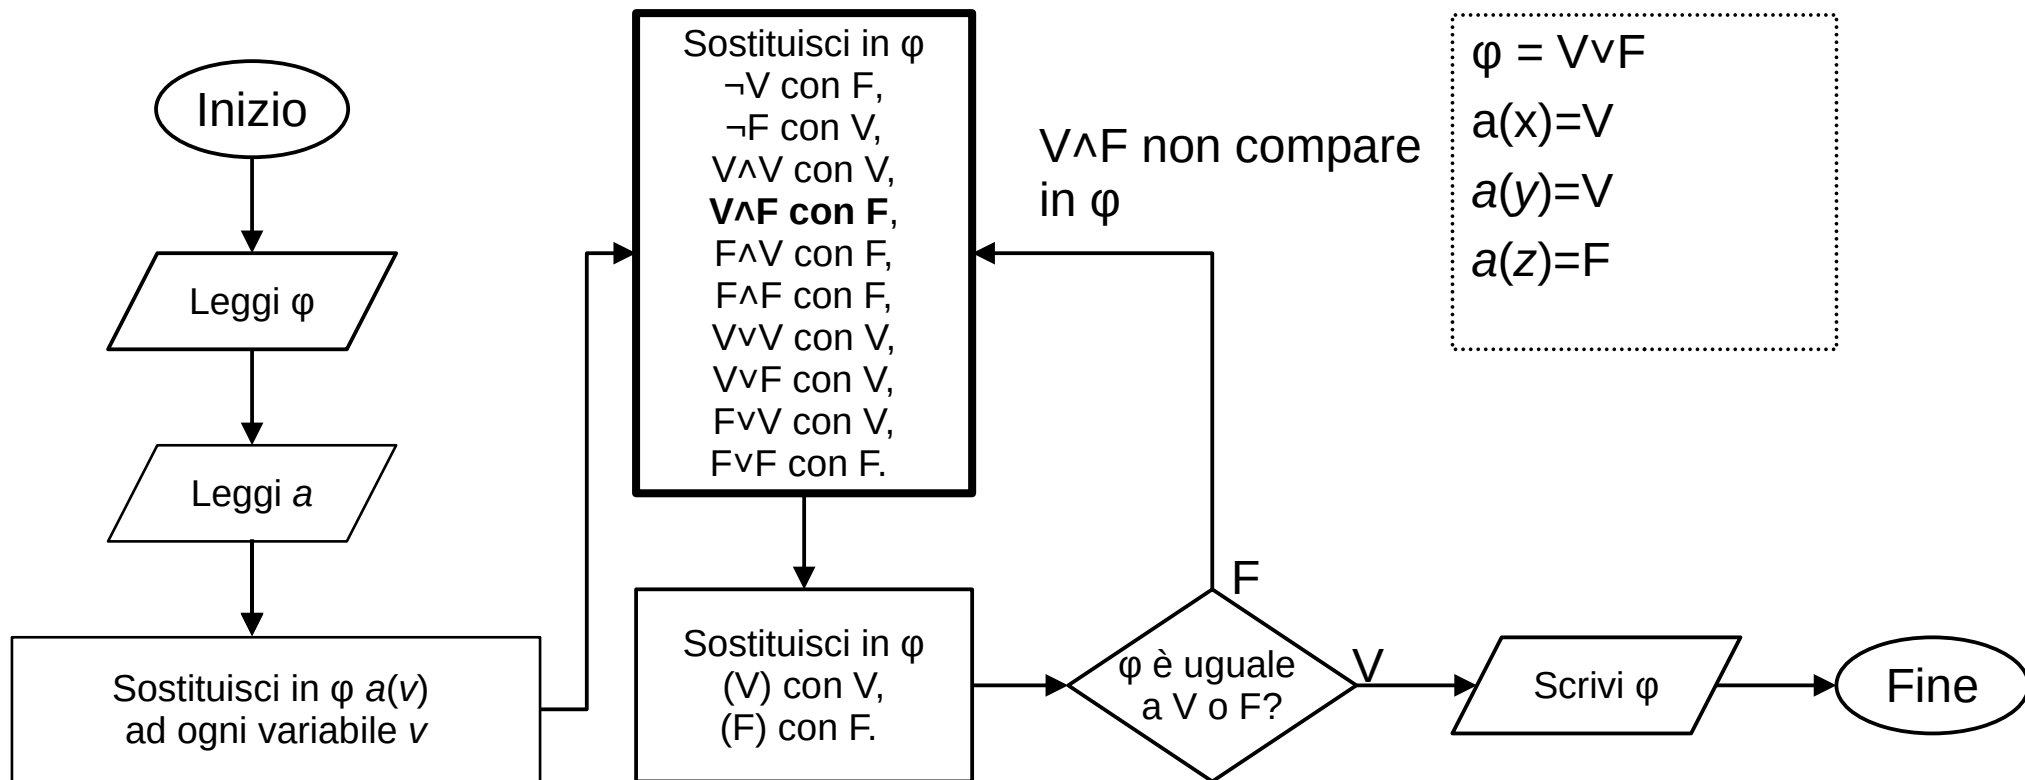 Inizio
Leggi φ
Leggi a
Sostituisci in φ a(v)
ad ogni variabile v
Sostituisci in φ
¬V con F,
¬F con V,
V∧V con V,
V∧F con F,
F∧V con F,
F∧F con F,
V∨V con V,
V∨F con V,
F∨V con V,
F∨F con F.
Sostituisci in φ
(V) con V,
(F) con F.
V∧F non compare
in φ
F
φ è uguale
a V o F?
V
Scrivi φ
Fine
φ = V∨F
a(x)=V
a(y)=V
a(z)=F